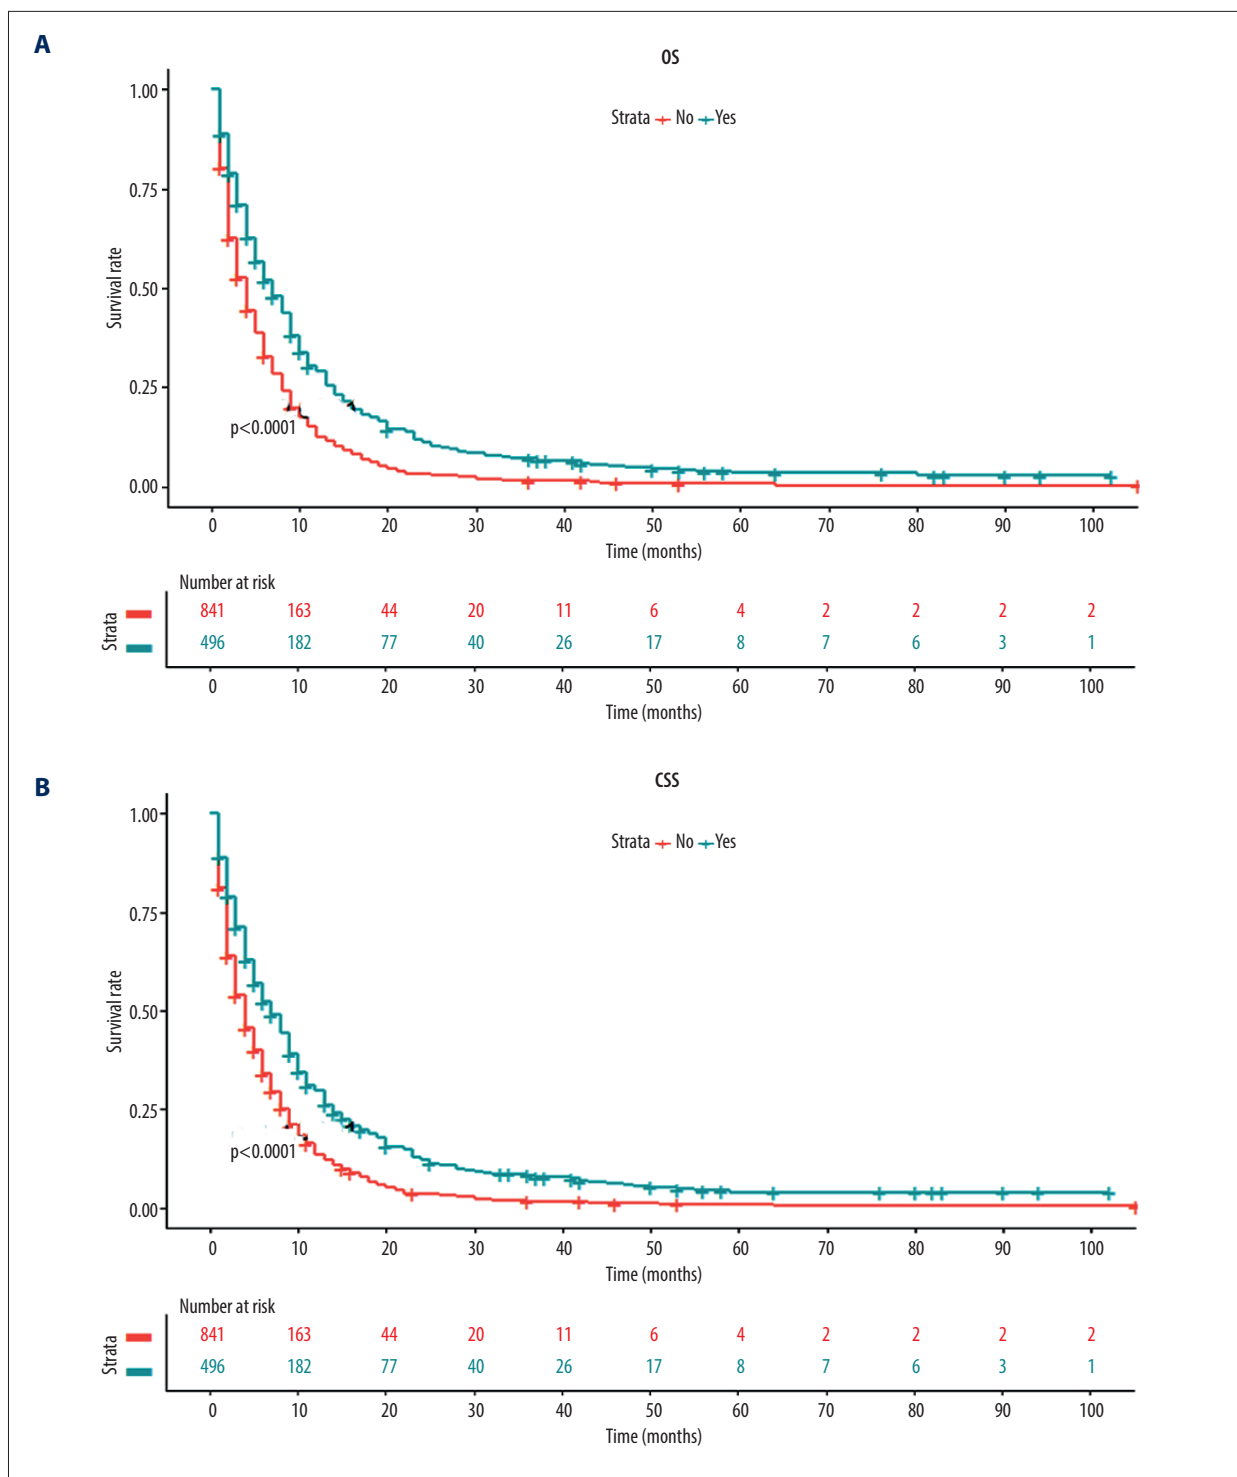 A
OS
Strata No Yes
1.00
0.75
0.50
0.25
0.00
Survival rate
p<0.0001
0 10 20 30 40 50 60 70 80 90 100
Time (months)
Number at risk
Strata
841 163 44 20 11 6 4 2 2 2 2
496 182 77 40 26 17 8 7 6 3 1
0 10 20 30 40 50 60 70 80 90 100
Time (months)
B
CSS
Strata No Yes
1.00
0.75
0.50
0.25
0.00
Survival rate
p<0.0001
0 10 20 30 40 50 60 70 80 90 100
Time (months)
Number at risk
Strata
841 163 44 20 11 6 4 2 2 2 2
496 182 77 40 26 17 8 7 6 3 1
0 10 20 30 40 50 60 70 80 90 100
Time (months)